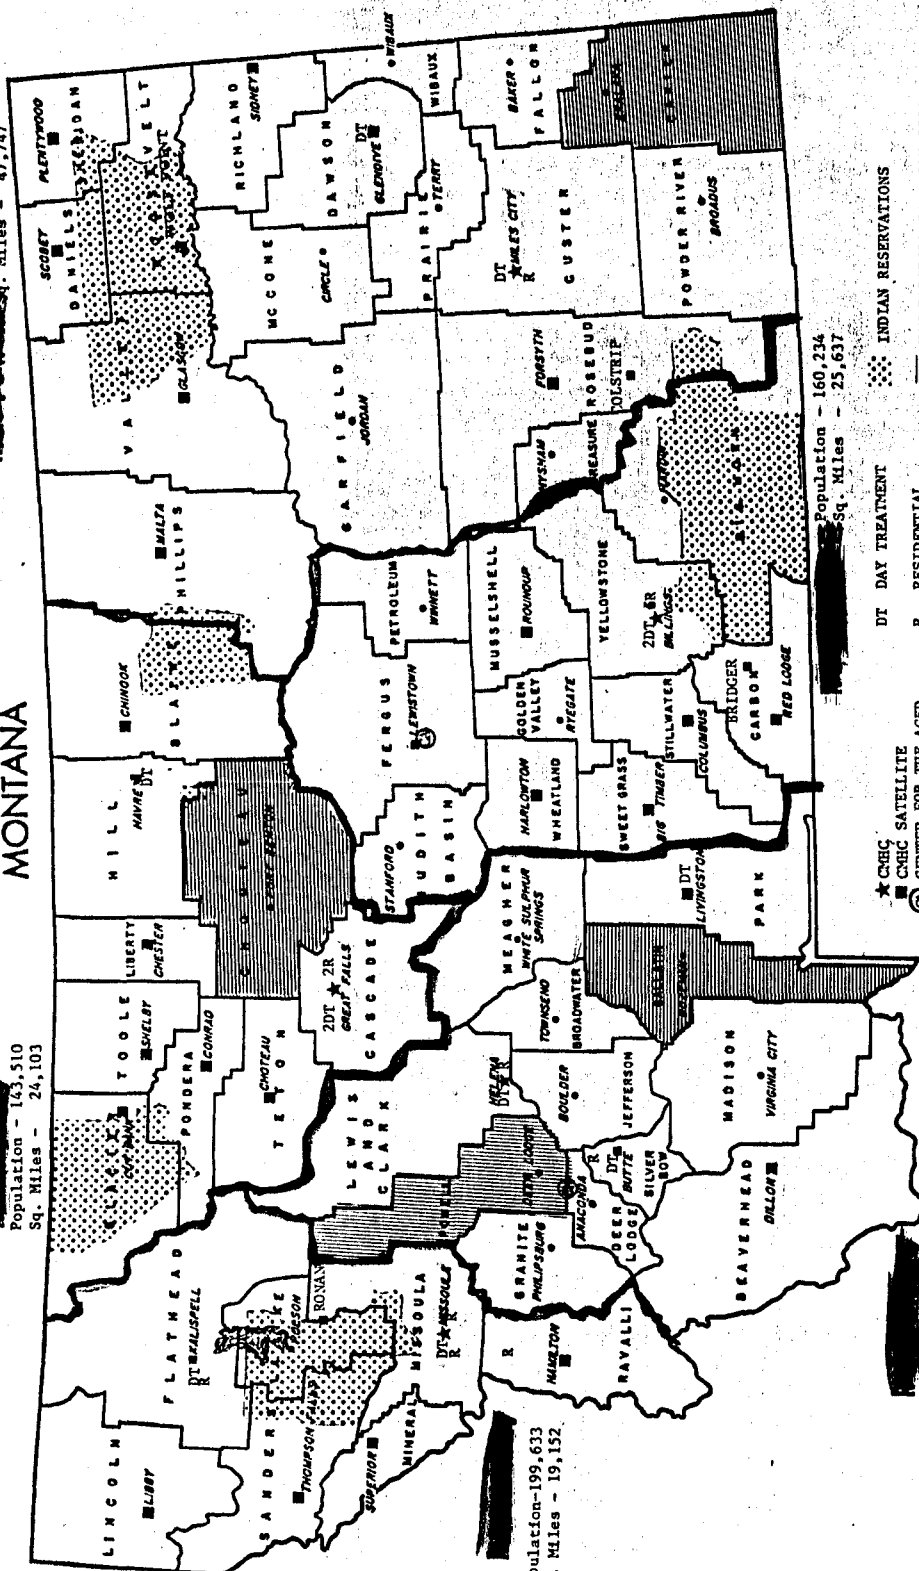 MONTANA
Sq. Miles - 47,747
Population - 143,510
Sq. Miles - 24,103
LINCOLN
LIBBY
FLATHEAD
DT KALISPELL
R
SANDERS
THOMPSON FALLS
LAKE
POLSON
RONAN
MINERAL
SUPERIOR
MISSOULA
DT MISSOULA
R R
R
HAMILTON
RAVALLI
GLACIER
CUT BANK
TOOLE
SHELBY
PONDERA
CONRAD
TETON
CHOTEAU
LIBERTY
CHESTER
HILL
HAVRE
DT
CHOUTEAU
FORT BENTON
CASCADE
2DT 2R
GREAT FALLS
BLAINE
CHINOOK
PHILLIPS
MALTA
VALLEY
GLASGOW
DANIELS
SCOBEY
SHERIDAN
PLENTYWOOD
ROOSEVELT
WOLF POINT
RICHLAND
SIDNEY
MCCONE
CIRCLE
DAWSON
DT
GLENDIVE
WIBAUX
WIBAUX
GARFIELD
JORDAN
PRAIRIE
TERRY
CUSTER
DT
MILES CITY
R
FALLON
BAKER
CARTER
EKALAKA
POWDER RIVER
BROADUS
ROSEBUD
FORSYTH
COLSTRIP
TREASURE
HYSHAM
BIG HORN
HARDIN
YELLOWSTONE
2DT 6R
BILLINGS
MUSSELSHELL
ROUNDUP
PETROLEUM
WINNETT
FERGUS
LEWISTOWN
JUDITH
BASIN
STANFORD
GOLDEN
VALLEY
RYEGATE
WHEATLAND
HARLOWTON
SWEET GRASS
BIG TIMBER
STILLWATER
COLUMBUS
BRIDGER
CARBON
RED LODGE
MEAGHER
WHITE SULPHUR
SPRINGS
PARK
DT
LIVINGSTON
GALLATIN
BOZEMAN
BROADWATER
TOWNSEND
LEWIS
AND
CLARK
HELENA
DT R
POWELL
DEER LODGE
GRANITE
PHILIPSBURG
DEER
LODGE
ANACONDA
R
DT
BUTTE
SILVER
BOW
JEFFERSON
BOULDER
MADISON
VIRGINIA CITY
BEAVERHEAD
DILLON
Population - 160,234
Sq. Miles - 25,637
pulation-199,633
Miles - 19,152
★ CMHC
■ CMHC SATELLITE
CENTER FOR THE AGED
DT DAY TREATMENT
R RESIDENTIAL
INDIAN RESERVATIONS